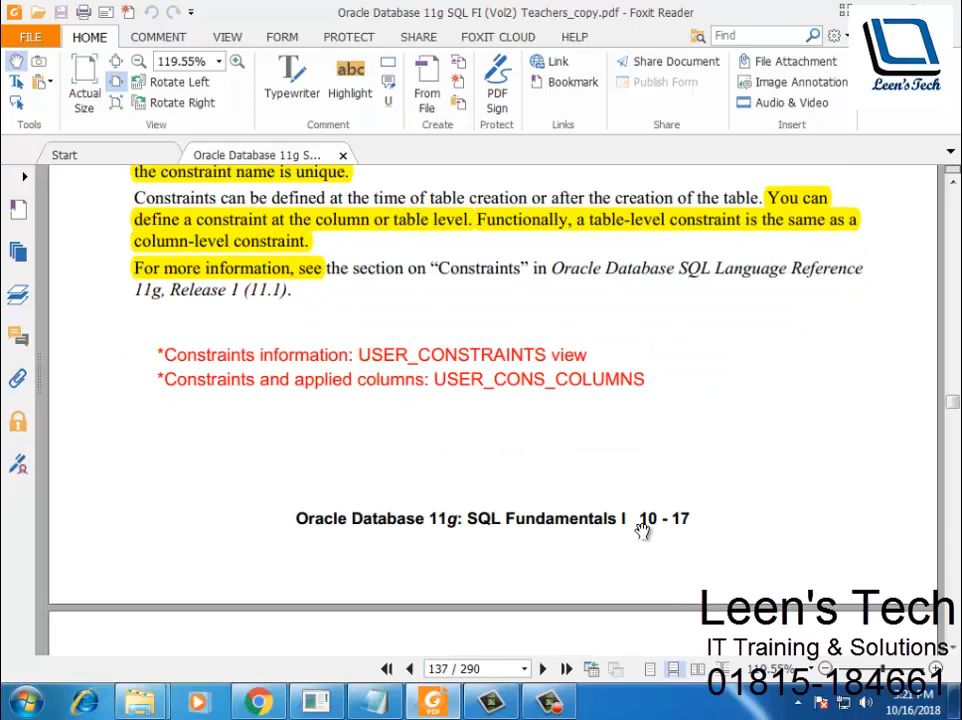 Oracle Database 11g SQL FI (Vol2) Teachers_copy.pdf - Foxit Reader
FILE HOME COMMENT VIEW FORM PROTECT SHARE FOXIT CLOUD HELP Find
119.55%
Actual Size
Rotate Left
Rotate Right
Typewriter
Highlight
From File
PDF Sign
Link
Bookmark
Share Document
Publish Form
File Attachment
Image Annotation
Audio & Video
Tools View Comment Create Protect Links Share Insert
Leen'sTech
Start Oracle Database 11g S...
the constraint name is unique.
Constraints can be defined at the time of table creation or after the creation of the table. You can
define a constraint at the column or table level. Functionally, a table-level constraint is the same as a
column-level constraint.
For more information, see the section on “Constraints” in Oracle Database SQL Language Reference
11g, Release 1 (11.1).
*Constraints information: USER_CONSTRAINTS view
*Constraints and applied columns: USER_CONS_COLUMNS
Oracle Database 11g: SQL Fundamentals I 10 - 17
Leen's Tech
IT Training & Solutions
01815-184661
137 / 290
119.55%
10/16/2018